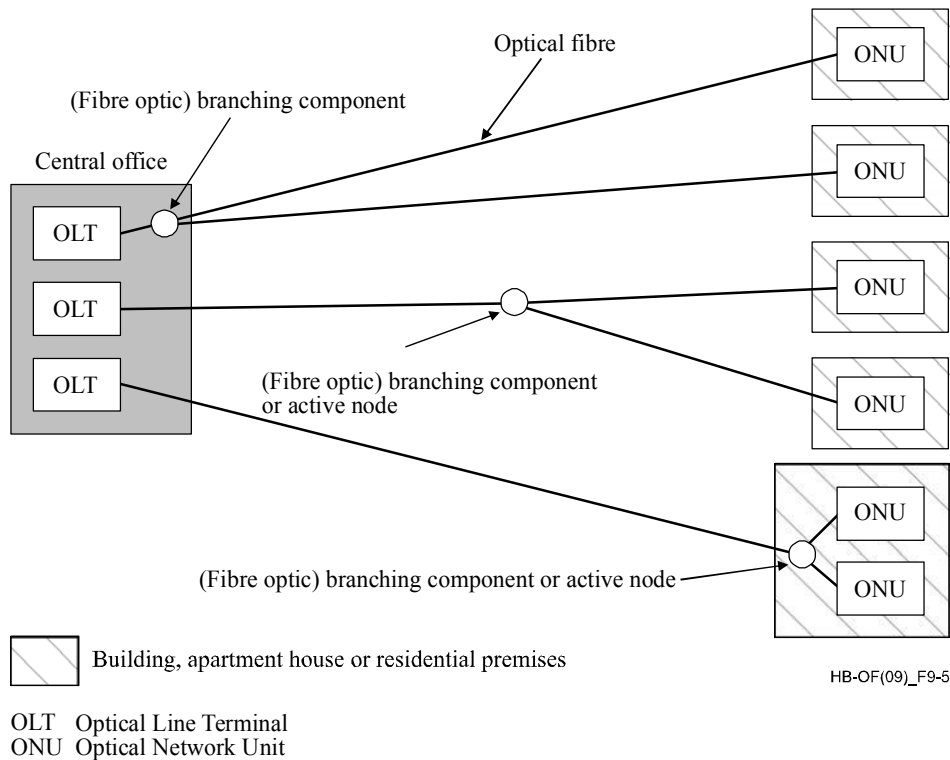 Optical fibre
ONU
(Fibre optic) branching component
Central office
ONU
OLT
ONU
OLT
OLT
(Fibre optic) branching component
or active node
ONU
ONU
(Fibre optic) branching component or active node
ONU
Building, apartment house or residential premises
HB-OF(09)_F9-5
OLT Optical Line Terminal
ONU Optical Network Unit